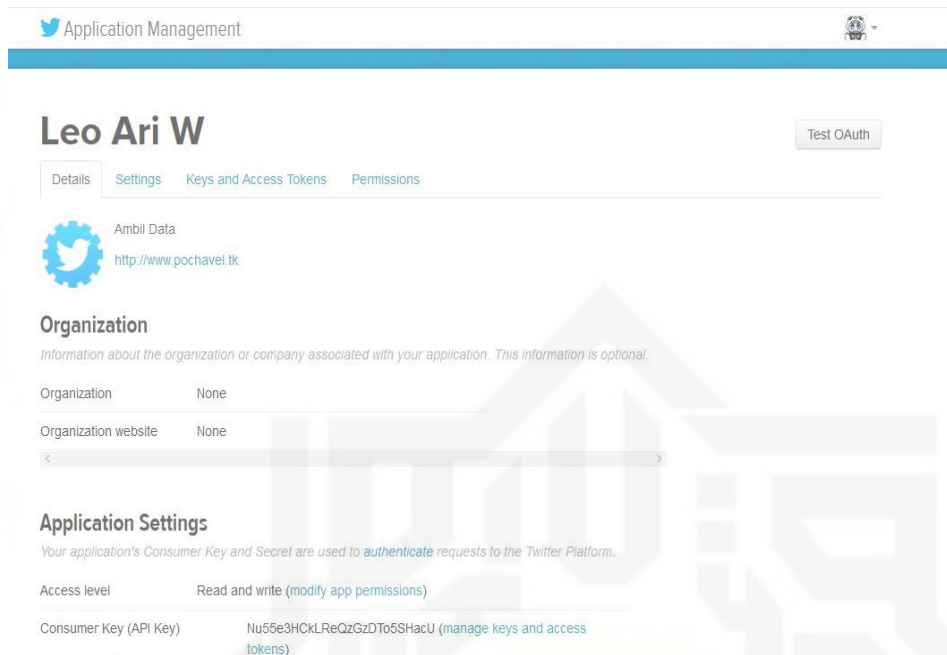 Application Management
Leo Ari W
Test OAuth
Details Settings Keys and Access Tokens Permissions
Ambil Data
http://www.pochavel.tk
Organization
Information about the organization or company associated with your application. This information is optional.
Organization None
Organization website None
Application Settings
Your application's Consumer Key and Secret are used to authenticate requests to the Twitter Platform.
Access level Read and write (modify app permissions)
Consumer Key (API Key) Nu55e3HCkLReQzGzDTo5SHacU (manage keys and access
tokens)